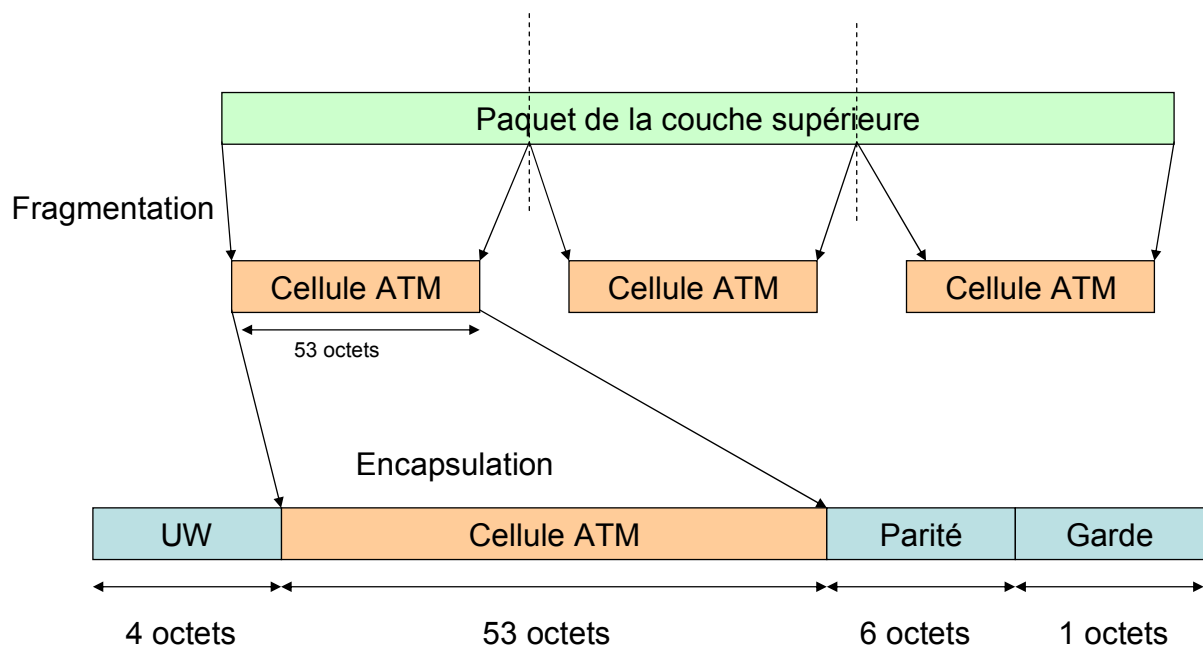 Paquet de la couche supérieure
Fragmentation
Cellule ATM
Cellule ATM
Cellule ATM
53 octets
Encapsulation
UW
Cellule ATM
Parité
Garde
4 octets
53 octets
6 octets
1 octets